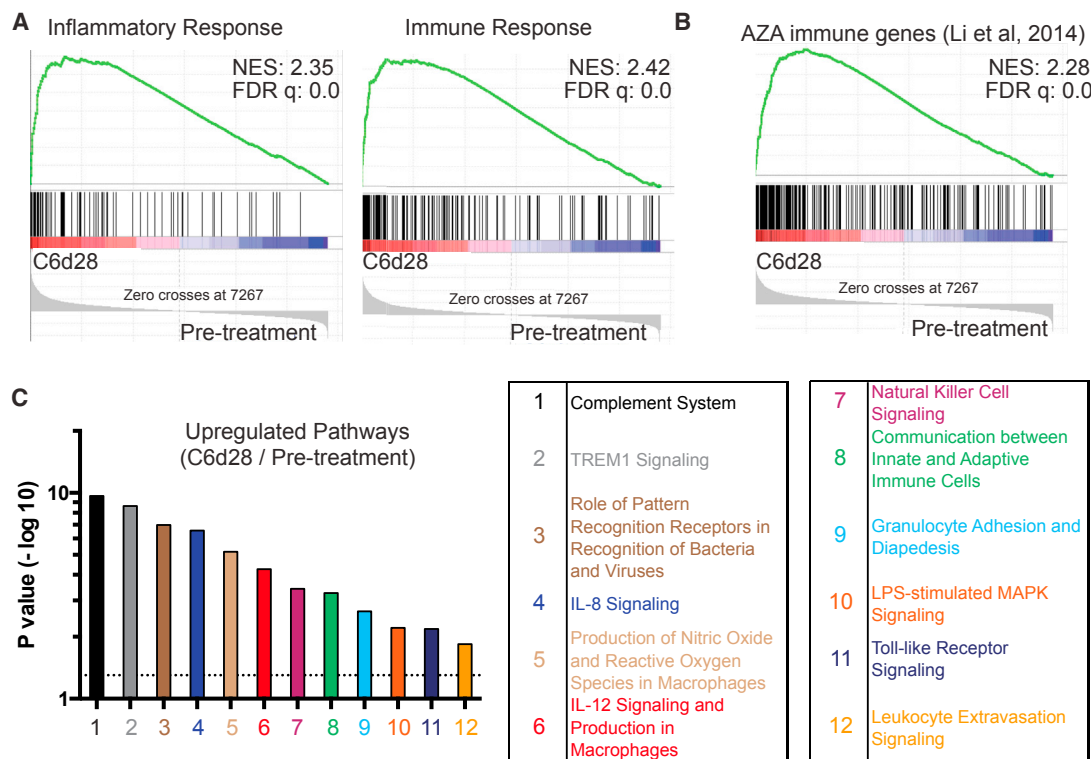 A
Inflammatory Response
NES: 2.35
FDR q: 0.0
C6d28
Zero crosses at 7267
Pre-treatment
Immune Response
NES: 2.42
FDR q: 0.0
C6d28
Zero crosses at 7267
Pre-treatment
B
AZA immune genes (Li et al, 2014)
NES: 2.28
FDR q: 0.0
C6d28
Zero crosses at 7267
Pre-treatment
C
Upregulated Pathways
(C6d28 / Pre-treatment)
P value (- log 10)
10
1
1 2 3 4 5 6 7 8 9 10 11 12
1 Complement System
2 TREM1 Signaling
3 Role of Pattern
Recognition Receptors in
Recognition of Bacteria
and Viruses
4 IL-8 Signaling
5 Production of Nitric Oxide
and Reactive Oxygen
Species in Macrophages
6 IL-12 Signaling and
Production in
Macrophages
7 Natural Killer Cell
Signaling
8 Communication between
Innate and Adaptive
Immune Cells
9 Granulocyte Adhesion and
Diapedesis
10 LPS-stimulated MAPK
Signaling
11 Toll-like Receptor
Signaling
12 Leukocyte Extravasation
Signaling